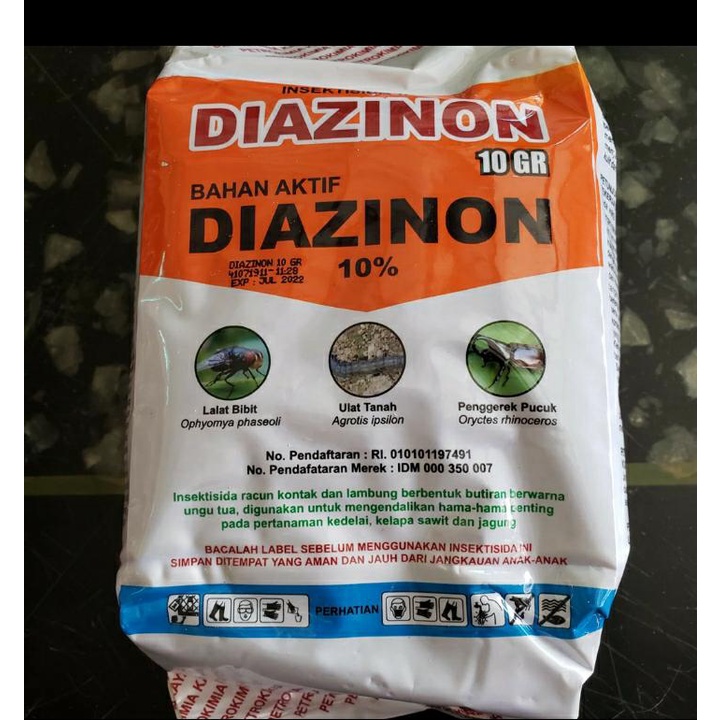 DIAZINON
10 GR
BAHAN AKTIF
DIAZINON
10%
DIAZINON 10 GR
41071911-11:28
EXP : JUL 2022
Lalat Bibit
Ophyomya phaseoli
Ulat Tanah
Agrotis ipsilon
Penggerek Pucuk
Oryctes rhinoceros
No. Pendaftaran : RI. 010101197491
No. Pendafataran Merek : IDM 000 350 007
Insektisida racun kontak dan lambung berbentuk butiran berwarna
ungu tua, digunakan untuk mengendalikan hama-hama penting
pada pertanaman kedelai, kelapa sawit dan jagung
BACALAH LABEL SEBELUM MENGGUNAKAN INSEKTISIDA INI
SIMPAN DITEMPAT YANG AMAN DAN JAUH DARI JANGKAUAN ANAK-ANAK
PERHATIAN